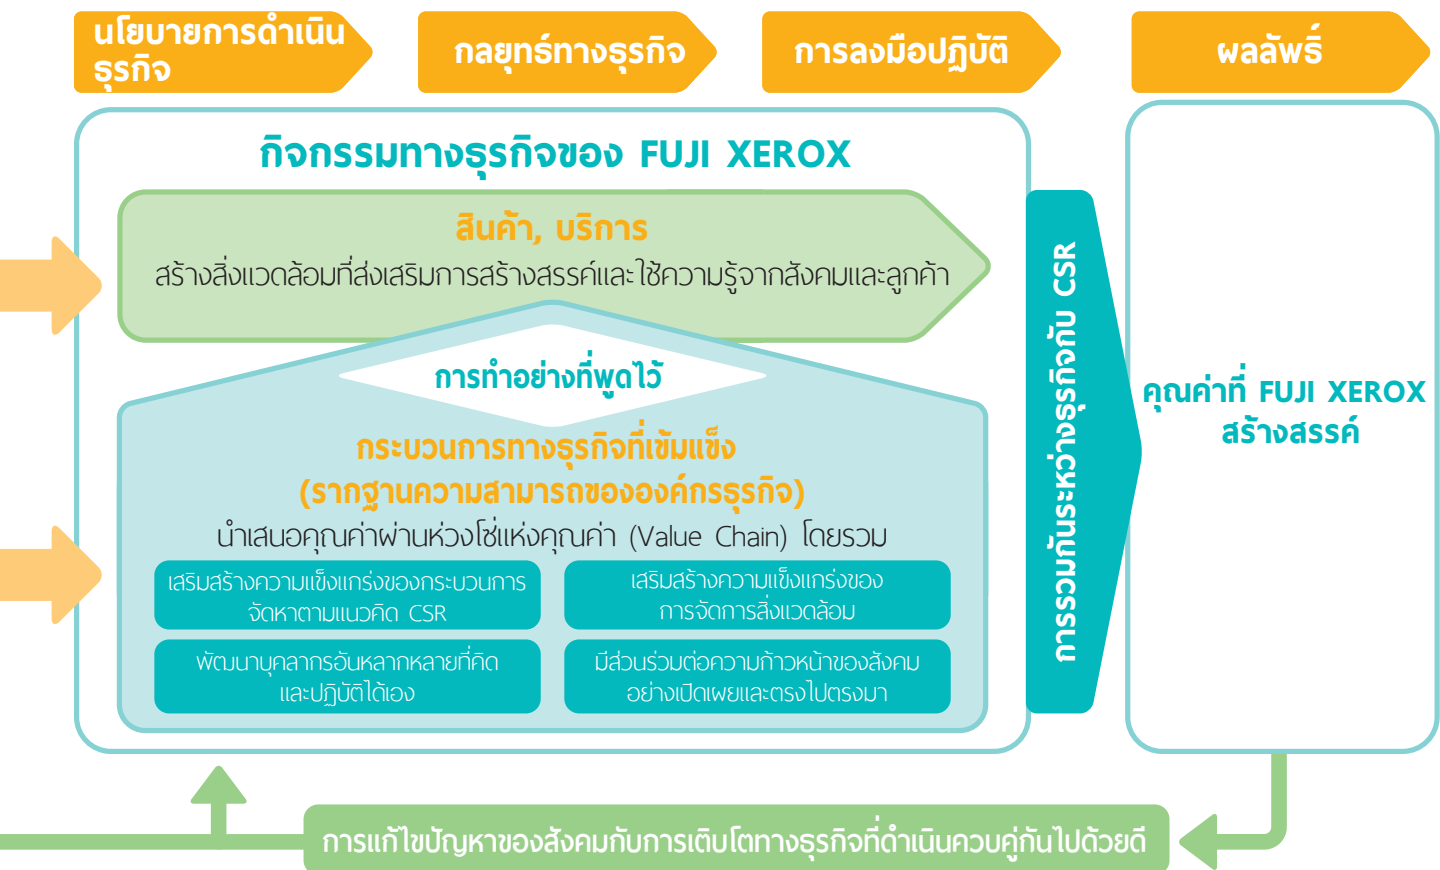 นโยบายการดำเนิน
ธุรกิจ
กลยุทธ์ทางธุรกิจ
การลงมือปฏิบัติ
ผลลัพธ์
กิจกรรมทางธุรกิจของ FUJI XEROX
สินค้า, บริการ
สร้างสิ่งแวดล้อมที่ส่งเสริมการสร้างสรรค์และใช้ความรู้จากสังคมและลูกค้า
การทำอย่างที่พูดไว้
กระบวนการทางธุรกิจที่เข้มแข็ง
(รากฐานความสามารถขององค์กรธุรกิจ)
นำเสนอคุณค่าผ่านห่วงโซ่แห่งคุณค่า (Value Chain) โดยรวม
เสริมสร้างความแข็งแกร่งของกระบวนการ
จัดหาตามแนวคิด CSR
เสริมสร้างความแข็งแกร่งของ
การจัดการสิ่งแวดล้อม
พัฒนาบุคลากรอันหลากหลายที่คิด
และปฏิบัติได้เอง
มีส่วนร่วมต่อความก้าวหน้าของสังคม
อย่างเปิดเผยและตรงไปตรงมา
การรวมกันระหว่างธุรกิจกับ CSR
คุณค่าที่ FUJI XEROX
สร้างสรรค์
การแก้ไขปัญหาของสังคมกับการเติบโตทางธุรกิจที่ดำเนินควบคู่กันไปด้วยดี